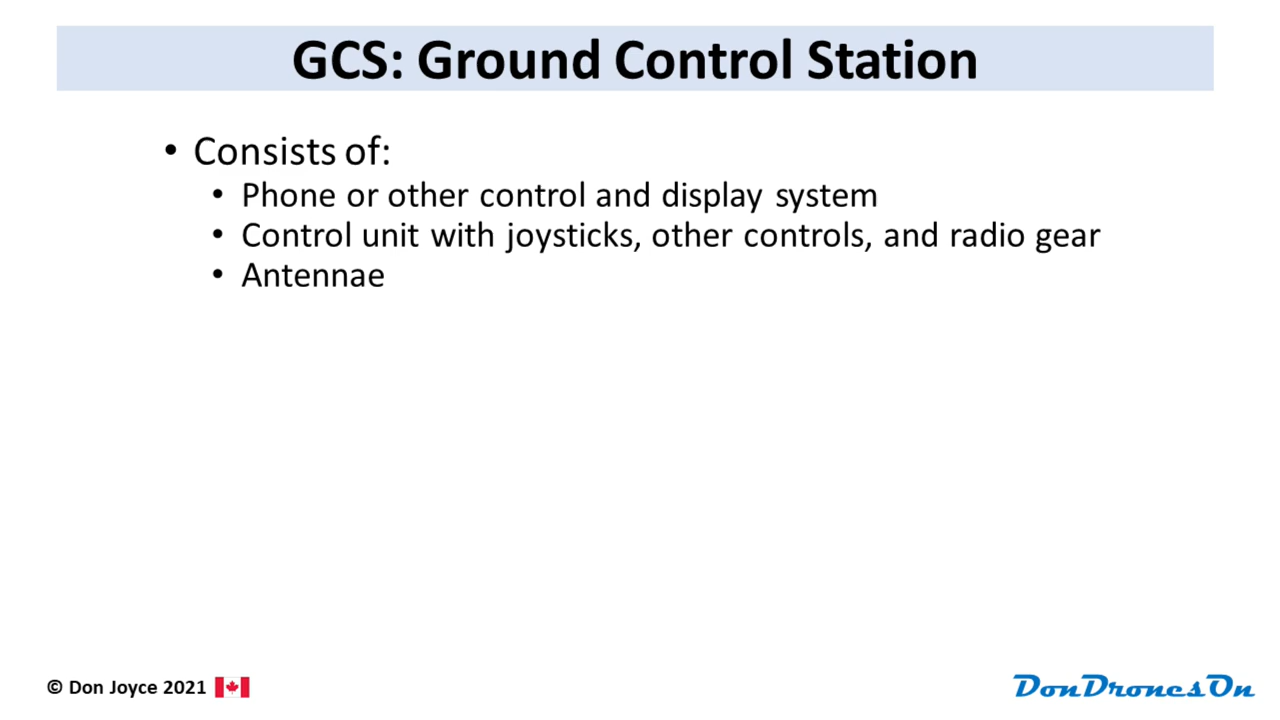 GCS: Ground Control Station
• Consists of:
• Phone or other control and display system
• Control unit with joysticks, other controls, and radio gear
• Antennae
© Don Joyce 2021
DonDronesOn